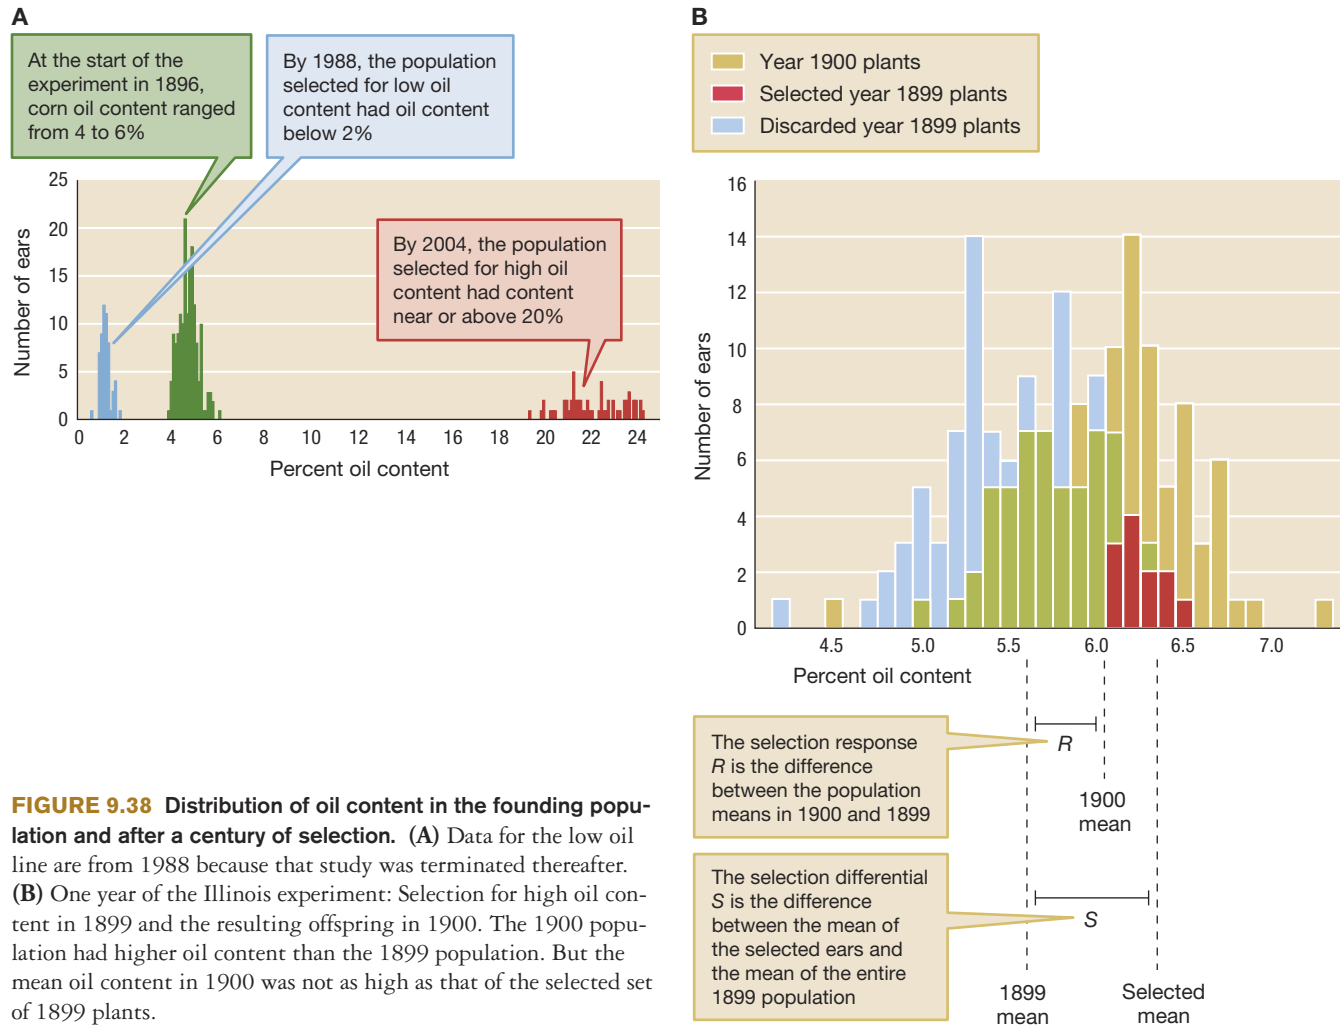 A
At the start of the
experiment in 1896,
corn oil content ranged
from 4 to 6%
By 1988, the population
selected for low oil
content had oil content
below 2%
By 2004, the population
selected for high oil
content had content
near or above 20%
Number of ears
25
20
15
10
5
0
0 2 4 6 8 10 12 14 16 18 20 22 24
Percent oil content
B
Year 1900 plants
Selected year 1899 plants
Discarded year 1899 plants
Number of ears
16
14
12
10
8
6
4
2
0
4.5 5.0 5.5 6.0 6.5 7.0
Percent oil content
The selection response
R is the difference
between the population
means in 1900 and 1899
R
1900
mean
The selection differential
S is the difference
between the mean of
the selected ears and
the mean of the entire
1899 population
S
1899
mean
Selected
mean
FIGURE 9.38 Distribution of oil content in the founding popu-
lation and after a century of selection. (A) Data for the low oil
line are from 1988 because that study was terminated thereafter.
(B) One year of the Illinois experiment: Selection for high oil con-
tent in 1899 and the resulting offspring in 1900. The 1900 popu-
lation had higher oil content than the 1899 population. But the
mean oil content in 1900 was not as high as that of the selected set
of 1899 plants.